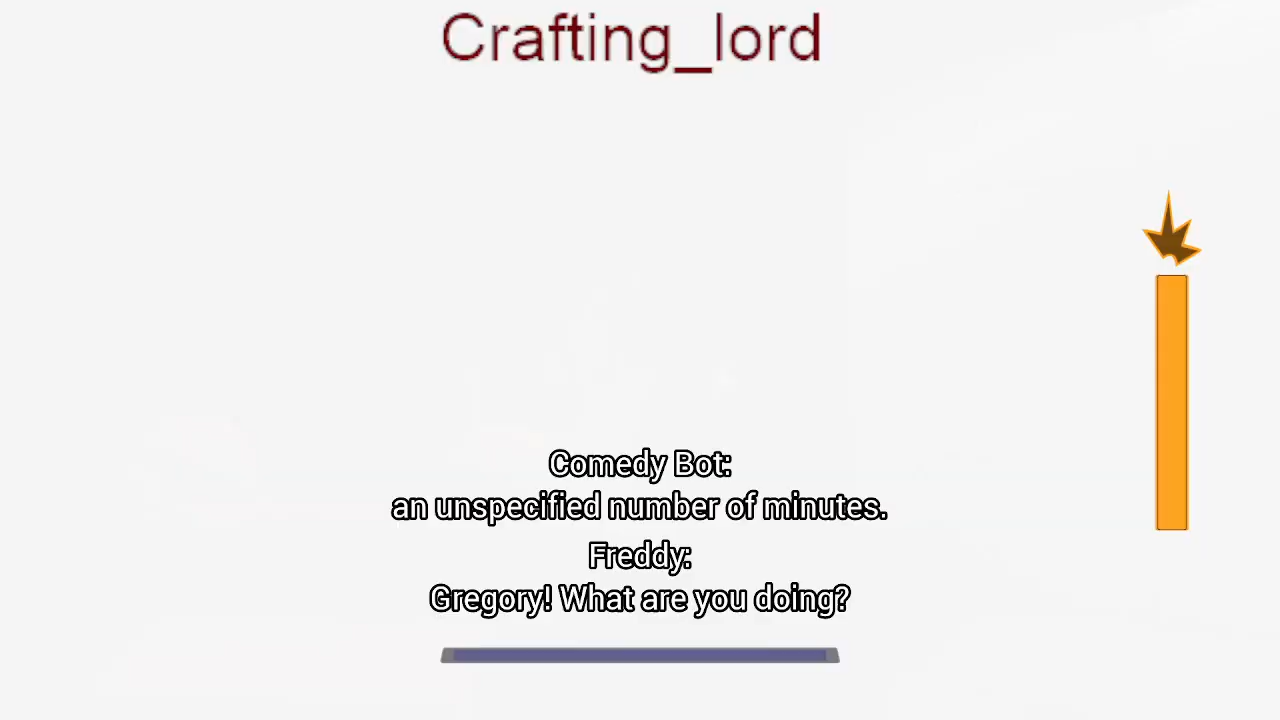 Crafting_lord
Comedy Bot:
an unspecified number of minutes.
Freddy:
Gregory! What are you doing?